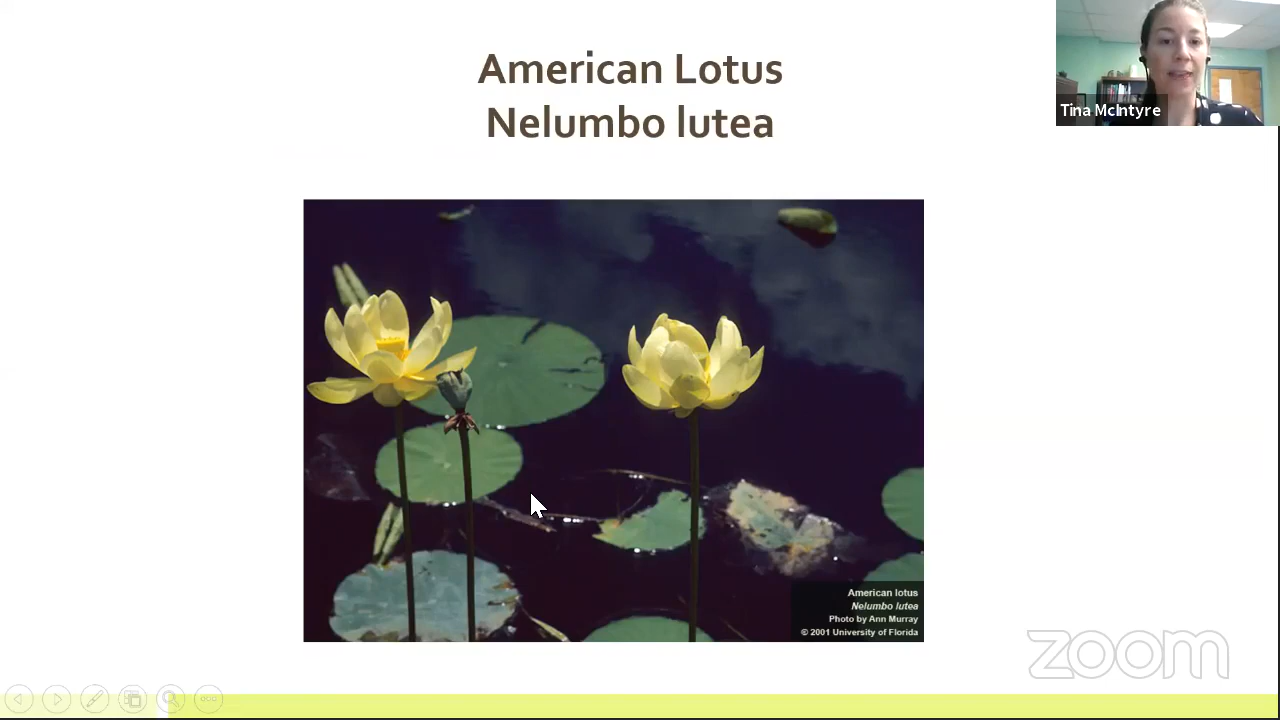 American Lotus
Nelumbo lutea
Tina McIntyre
American lotus
Nelumbo lutea
Photo by Ann Murray
© 2001 University of Florida
zoom